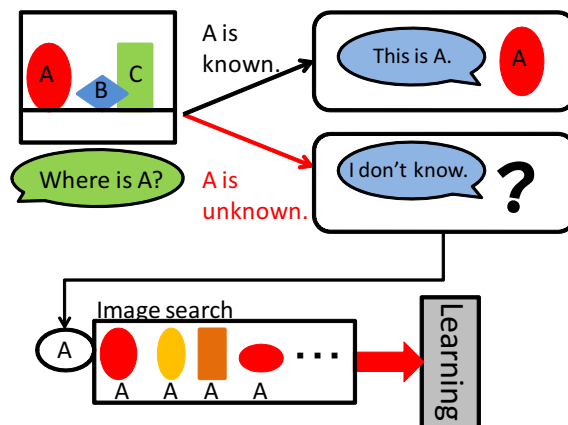 A
B
C
Where is A?
A is
known.
This is A.
A
A is
unknown.
I don't know.
?
Image search
A
A
A
A
A
...
Learning